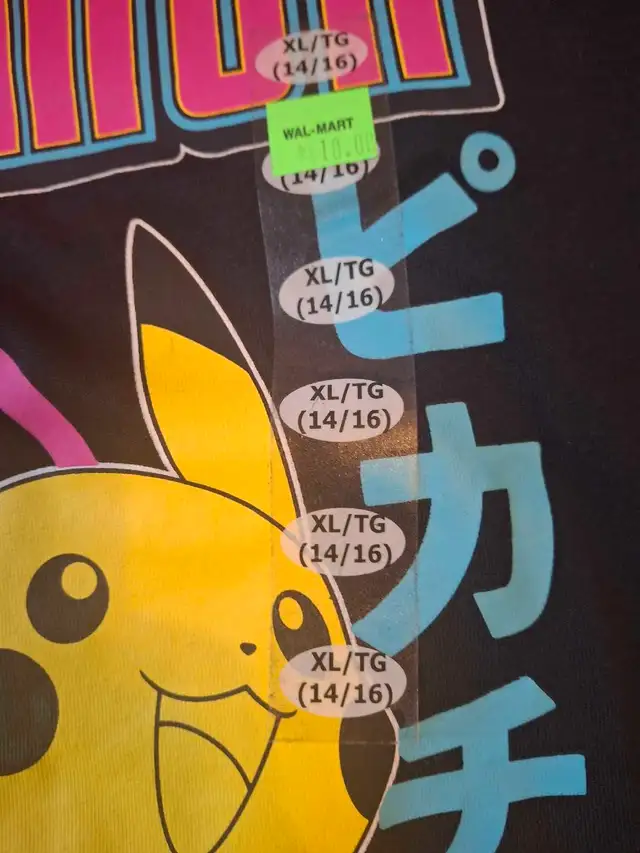 XL/TG
(14/16)
WAL-MART
10.00
(14/16)
XL/TG
(14/16)
XL/TG
(14/16)
XL/TG
(14/16)
XL/TG
(14/16)
ピカチ